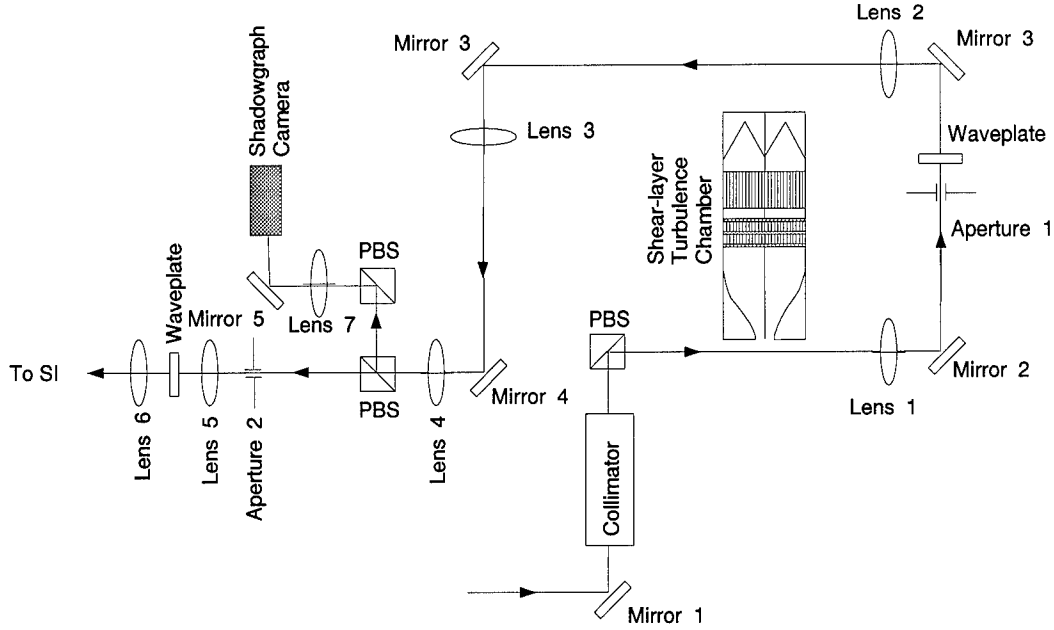 Lens 2
Mirror 3
Mirror 3
Shadowgraph
Camera
Lens 3
Waveplate
Shear-layer
Turbulence
Chamber
Aperture 1
PBS
Waveplate
Mirror 5
Lens 7
PBS
To SI
Mirror 4
Mirror 2
PBS
Lens 1
Lens 6
Lens 5
Aperture 2
Lens 4
Collimator
Mirror 1